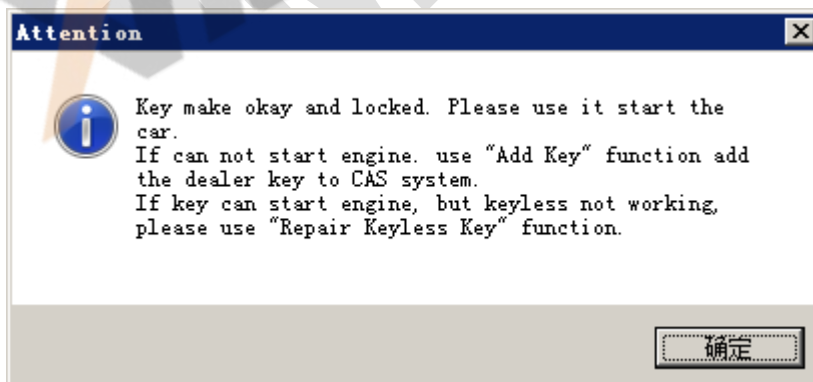 Attention
Key make okay and locked. Please use it start the
car.
If can not start engine. use "Add Key" function add
the dealer key to CAS system.
If key can start engine, but keyless not working,
please use "Repair Keyless Key" function.
确定